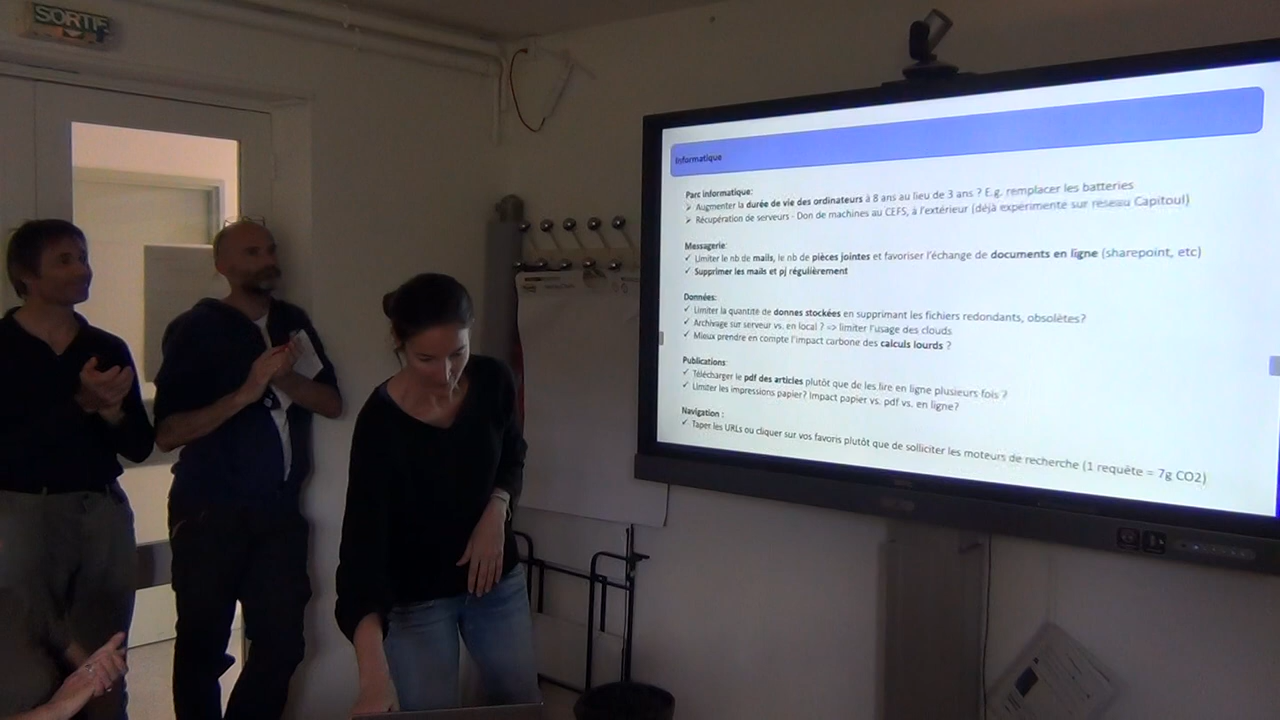 SORTIE
Informatique
Parc informatique:
➢ Augmenter la durée de vie des ordinateurs à 8 ans au lieu de 3 ans ? E.g. remplacer les batteries
➢ Récupération de serveurs - Don de machines au CEFS, à l'extérieur (déjà expérimenté sur réseau Capitoul)
Messagerie:
✓ Limiter le nb de mails, le nb de pièces jointes et favoriser l'échange de documents en ligne (sharepoint, etc)
✓ Supprimer les mails et pj régulièrement
Données:
✓ Limiter la quantité de donnes stockées en supprimant les fichiers redondants, obsolètes?
✓ Archivage sur serveur vs. en local ? => limiter l'usage des clouds
✓ Mieux prendre en compte l'impact carbone des calculs lourds ?
Publications:
✓ Télécharger le pdf des articles plutôt que de les lire en ligne plusieurs fois ?
✓ Limiter les impressions papier? Impact papier vs. pdf vs. en ligne?
Navigation :
✓ Taper les URLs ou cliquer sur vos favoris plutôt que de solliciter les moteurs de recherche (1 requête = 7g CO2)